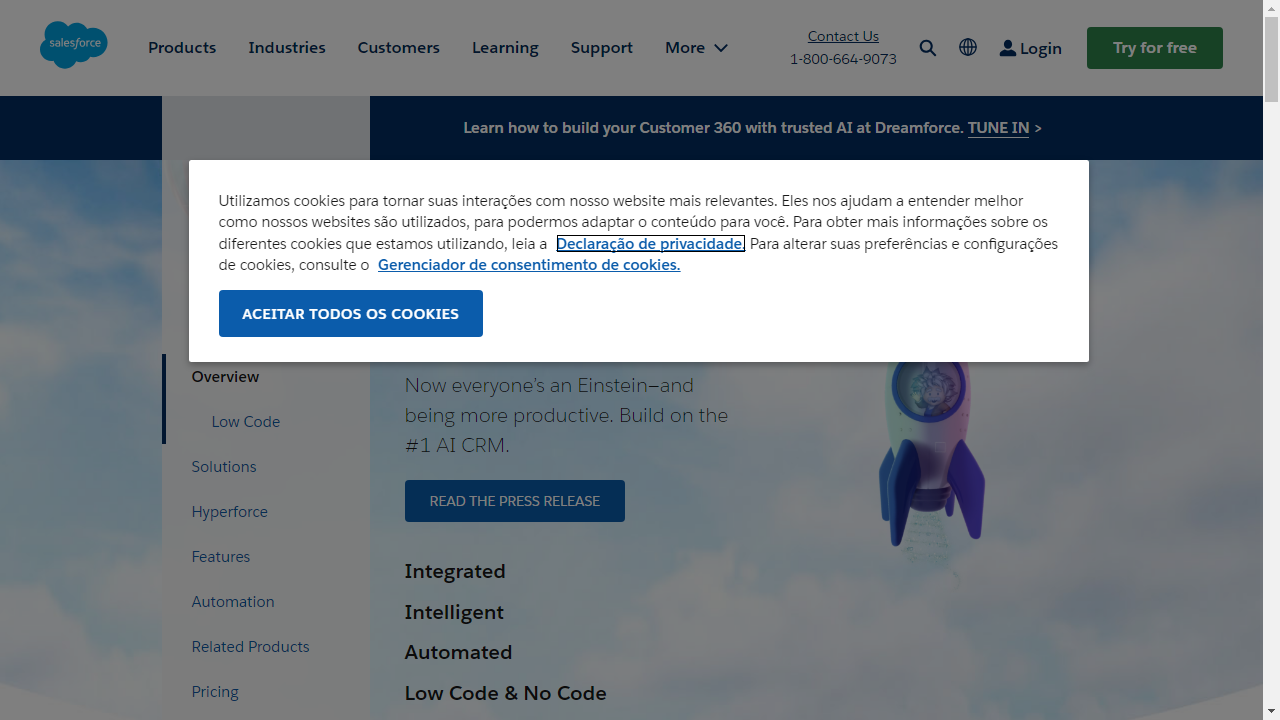 salesforce
Products
Industries
Customers
Learning
Support
More
Contact Us
1-800-664-9073
Login
Try for free
Learn how to build your Customer 360 with trusted AI at Dreamforce. TUNE IN >
Utilizamos cookies para tornar suas interações com nosso website mais relevantes. Eles nos ajudam a entender melhor
como nossos websites são utilizados, para podermos adaptar o conteúdo para você. Para obter mais informações sobre os
diferentes cookies que estamos utilizando, leia a Declaração de privacidade. Para alterar suas preferências e configurações
de cookies, consulte o Gerenciador de consentimento de cookies.
ACEITAR TODOS OS COOKIES
Overview
Low Code
Solutions
Hyperforce
Features
Automation
Related Products
Pricing
Now everyone's an Einstein—and
being more productive. Build on the
#1 AI CRM.
READ THE PRESS RELEASE
Integrated
Intelligent
Automated
Low Code & No Code